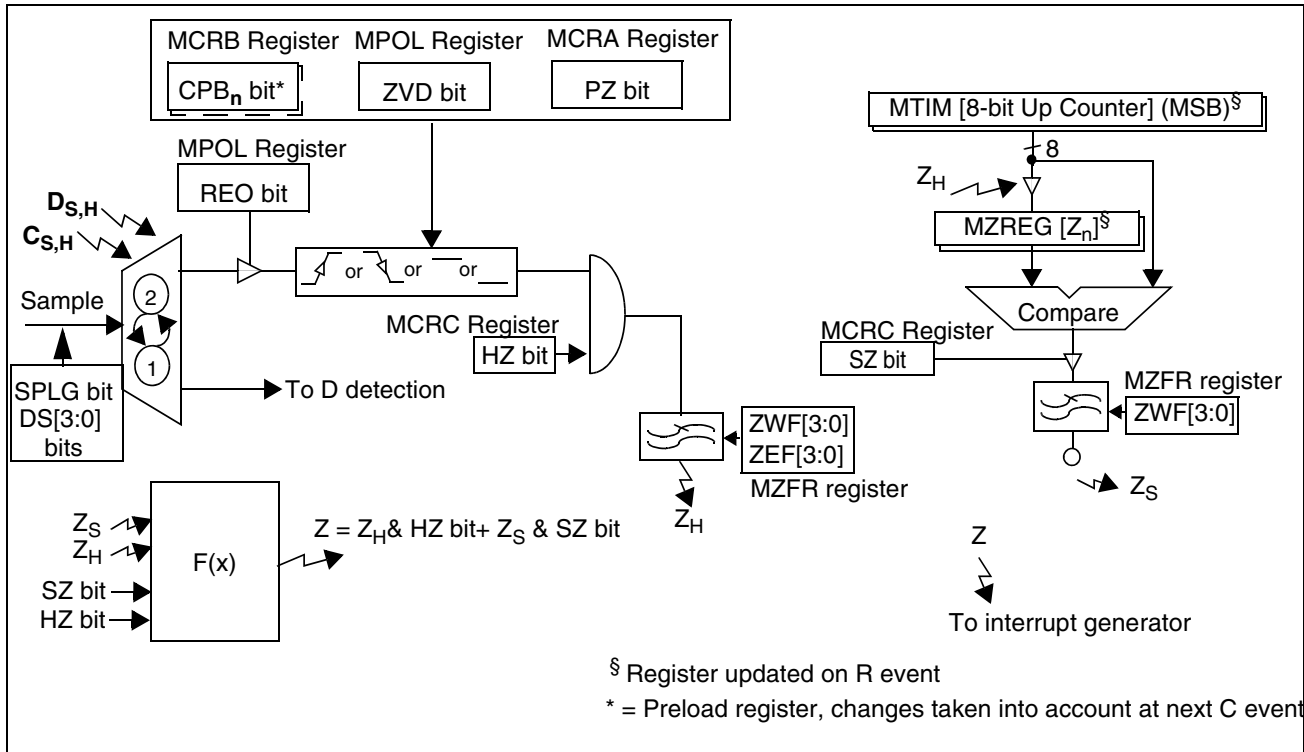 MCRB Register
MPOL Register
MCRA Register
CPBn bit*
ZVD bit
PZ bit
MPOL Register
REO bit
DS,H
CS,H
Sample
2
1
or
or
or
SPLG bit
DS[3:0]
bits
To D detection
MCRC Register
HZ bit
ZWF[3:0]
ZEF[3:0]
MZFR register
ZH
MTIM [8-bit Up Counter] (MSB)§
8
ZH
MZREG [Zn]§
Compare
MCRC Register
SZ bit
MZFR register
ZWF[3:0]
ZS
ZS
ZH
SZ bit
HZ bit
F(x)
Z = ZH& HZ bit+ ZS & SZ bit
Z
To interrupt generator
§ Register updated on R event
* = Preload register, changes taken into account at next C event